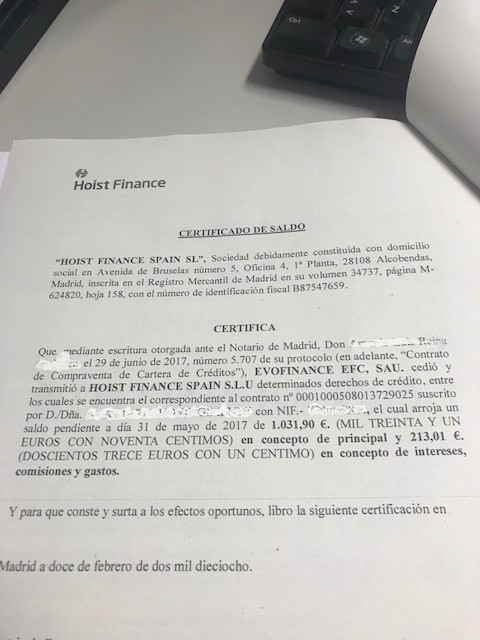 Ctrl
Alt
N
V
Hoist Finance
CERTIFICADO DE SALDO
"HOIST FINANCE SPAIN SL", Sociedad debidamente constituida con domicilio
social en Avenida de Bruselas número 5, Oficina 4, 1ª Planta, 28108 Alcobendas,
Madrid, inscrita en el Registro Mercantil de Madrid en su volumen 34737, página M-
624820, hoja 158, con el número de identificación fiscal B87547659.
CERTIFICA
Que mediante escritura otorgada ante el Notario de Madrid, Don
el 29 de junio de 2017, número 5.707 de su protocolo (en adelante, "Contrato
de Compraventa de Cartera de Créditos"), EVOFINANCE EFC, SAU. cedió y
transmitió a HOIST FINANCE SPAIN S.L.U determinados derechos de crédito, entre
los cuales se encuentra el correspondiente al contrato nº 0001000508013729025 suscrito
por D./Dña. con NIF.- , el cual arroja un
saldo pendiente a día 31 de mayo de 2017 de 1.031,90 €. (MIL TREINTA Y UN
EUROS CON NOVENTA CENTIMOS) en concepto de principal y 213,01 €.
(DOSCIENTOS TRECE EUROS CON UN CENTIMO) en concepto de intereses,
comisiones y gastos.
Y para que conste y surta a los efectos oportunos, libro la siguiente certificación en
Madrid a doce de febrero de dos mil dieciocho.